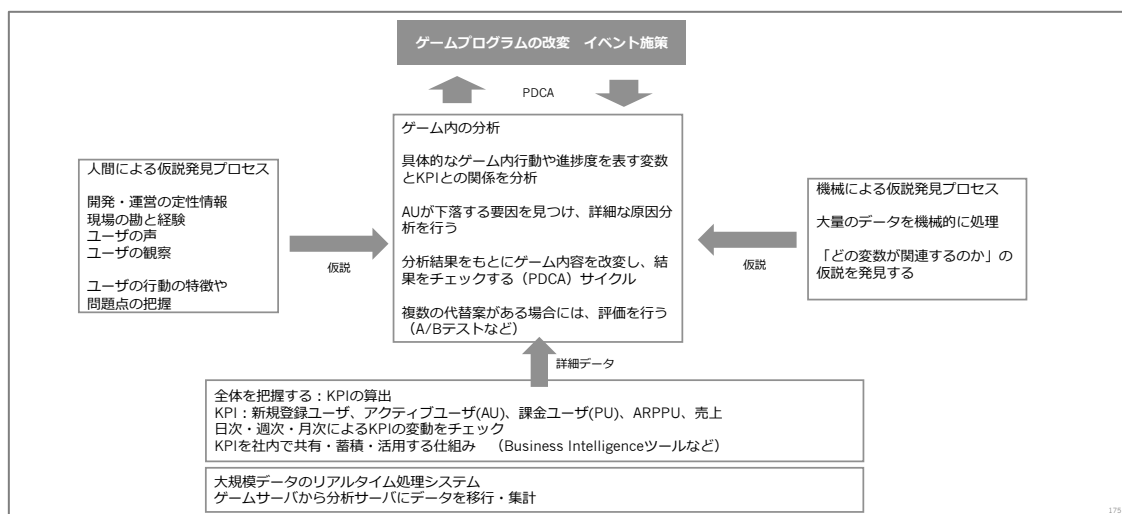 ゲームプログラムの改変　イベント施策
PDCA
ゲーム内の分析
具体的なゲーム内行動や進捗度を表す変数
とKPIとの関係を分析
AUが下落する要因を見つけ、詳細な原因分
析を行う
分析結果をもとにゲーム内容を改変し、結
果をチェックする（PDCA）サイクル
複数の代替案がある場合には、評価を行う
（A/Bテストなど）
人間による仮説発見プロセス
開発・運営の定性情報
現場の勘と経験
ユーザの声
ユーザの観察
ユーザの行動の特徴や
問題点の把握
仮説
機械による仮説発見プロセス
大量のデータを機械的に処理
「どの変数が関連するのか」の
仮説を発見する
仮説
詳細データ
全体を把握する：KPIの算出
KPI：新規登録ユーザ、アクティブユーザ(AU)、課金ユーザ(PU)、ARPPU、売上
日次・週次・月次によるKPIの変動をチェック
KPIを社内で共有・蓄積・活用する仕組み　（Business Intelligenceツールなど）
大規模データのリアルタイム処理システム
ゲームサーバから分析サーバにデータを移行・集計
175